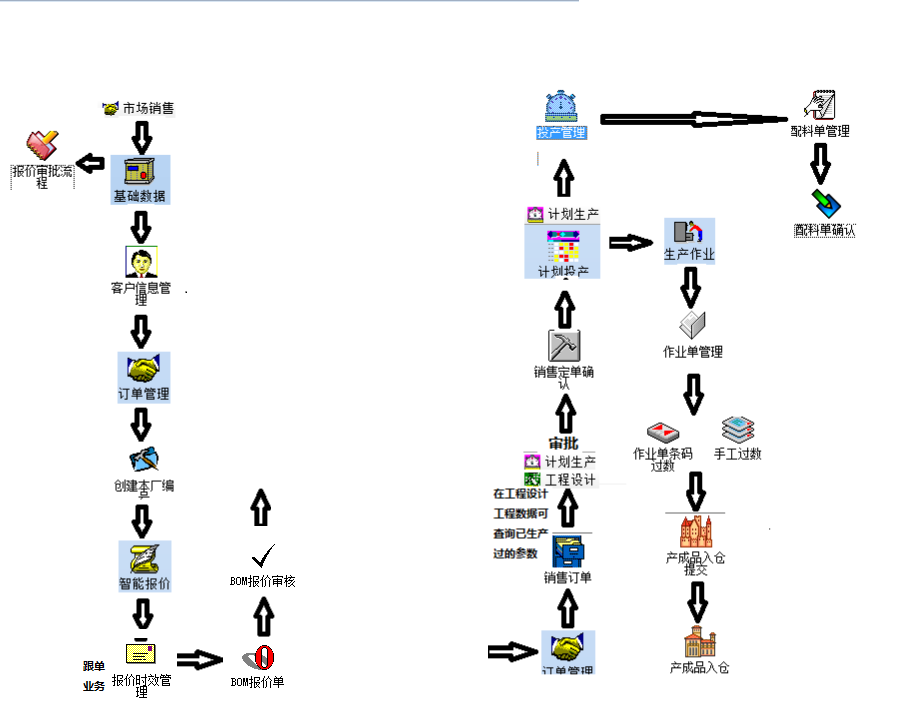 市场销售
报价审批流
程
基础数据
客户信息管
理
订单管理
创建本厂编
智能报价
跟单
业务
报价时效管
理
BOM报价单
BOM报价审核
订单管理
销售订单
在工程设计
工程数据可
查询已生产
过的参数
审批
计划生产
工程设计
销售定单确
认
计划生产
计划投产
投产管理
配料单管理
配料单确认
生产作业
作业单管理
作业单条码
过数
手工过数
产成品入仓
提交
产成品入仓